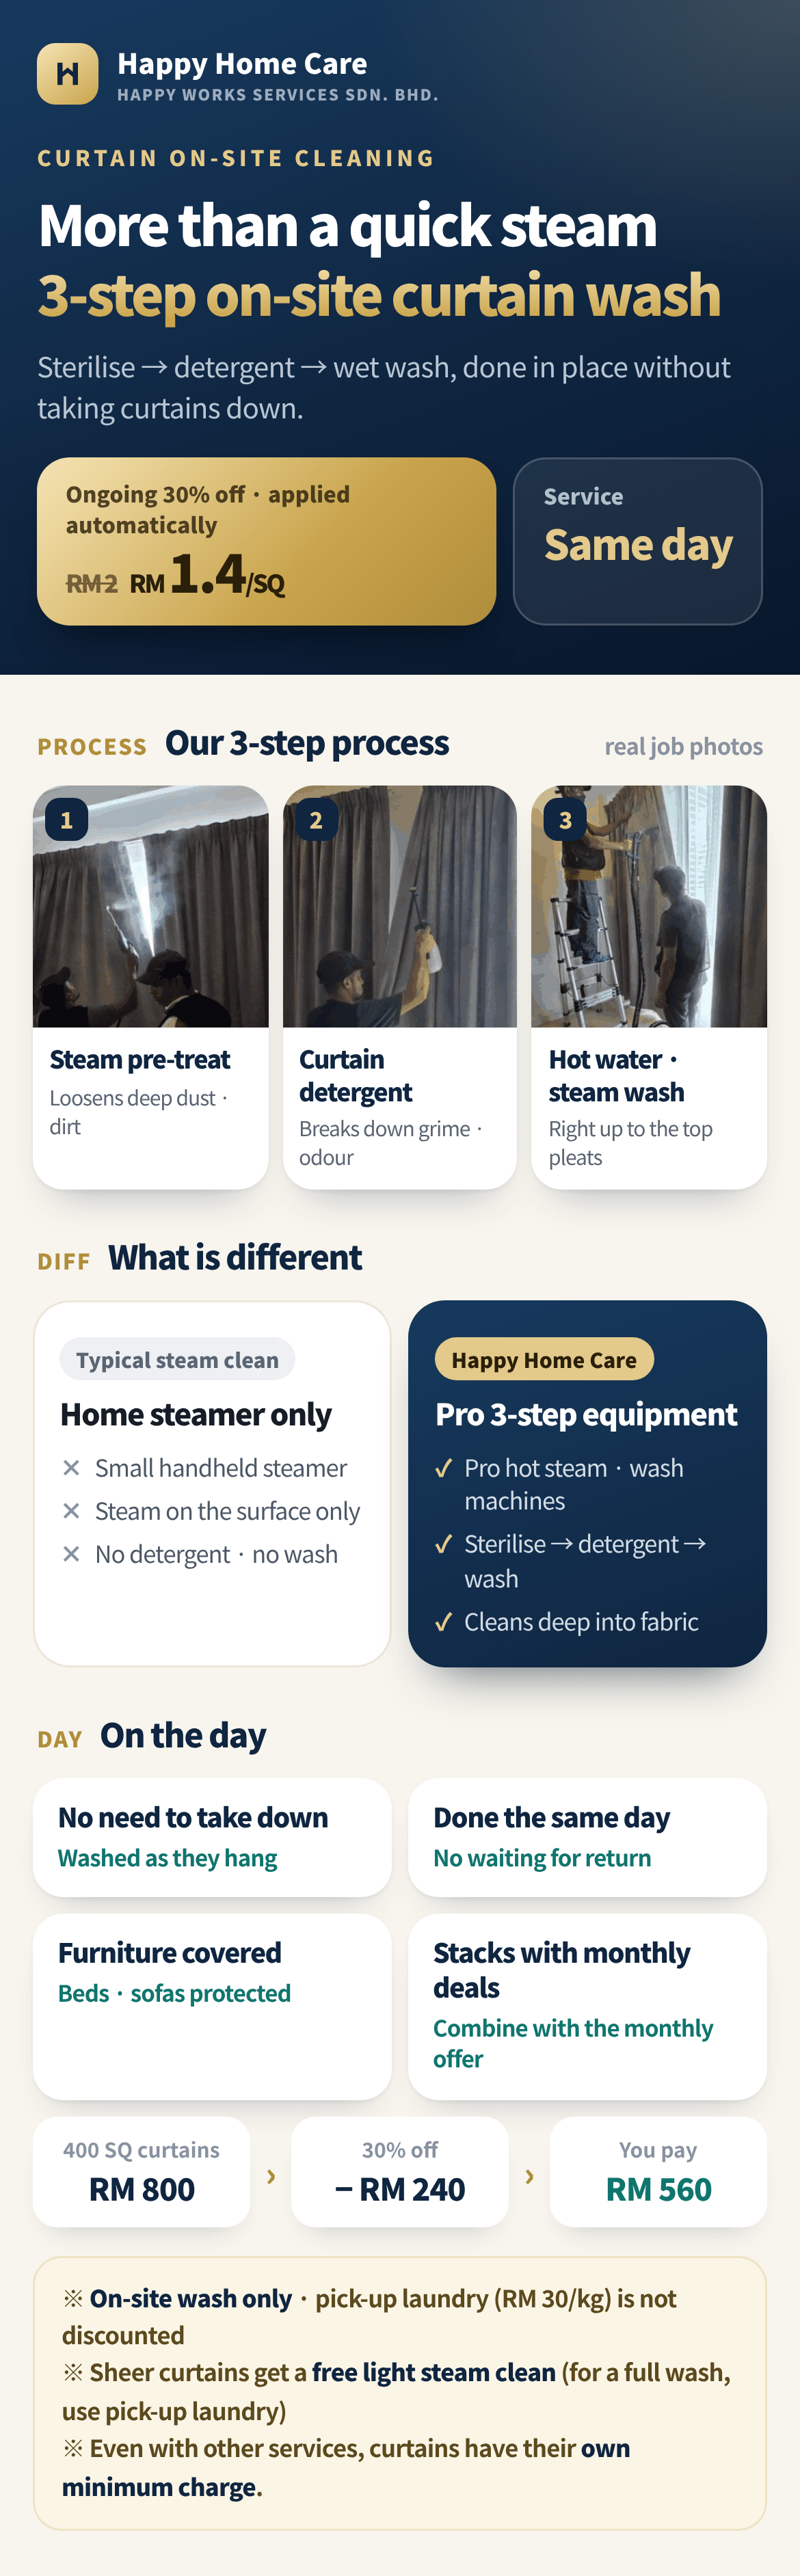 Happy Home Care
HAPPY WORKS SERVICES SDN. BHD.
CURTAIN ON-SITE CLEANING
More than a quick steam
3-step on-site curtain wash
Sterilise → detergent → wet wash, done in place without
taking curtains down.
Ongoing 30% off · applied
automatically
RM2 RM 1.4/SQ
Service
Same day
PROCESS Our 3-step process
real job photos
1
Steam pre-treat
Loosens deep dust ·
dirt
2
Curtain
detergent
Breaks down grime ·
odour
3
Hot water ·
steam wash
Right up to the top
pleats
DIFF What is different
Typical steam clean
Home steamer only
✕ Small handheld steamer
✕ Steam on the surface only
✕ No detergent · no wash
Happy Home Care
Pro 3-step equipment
✓ Pro hot steam · wash
machines
✓ Sterilise → detergent →
wash
✓ Cleans deep into fabric
DAY On the day
No need to take down
Washed as they hang
Done the same day
No waiting for return
Furniture covered
Beds · sofas protected
Stacks with monthly
deals
Combine with the monthly
offer
400 SQ curtains
RM 800
›
30% off
− RM 240
›
You pay
RM 560
※ On-site wash only · pick-up laundry (RM 30/kg) is not
discounted
※ Sheer curtains get a free light steam clean (for a full wash,
use pick-up laundry)
※ Even with other services, curtains have their own
minimum charge.